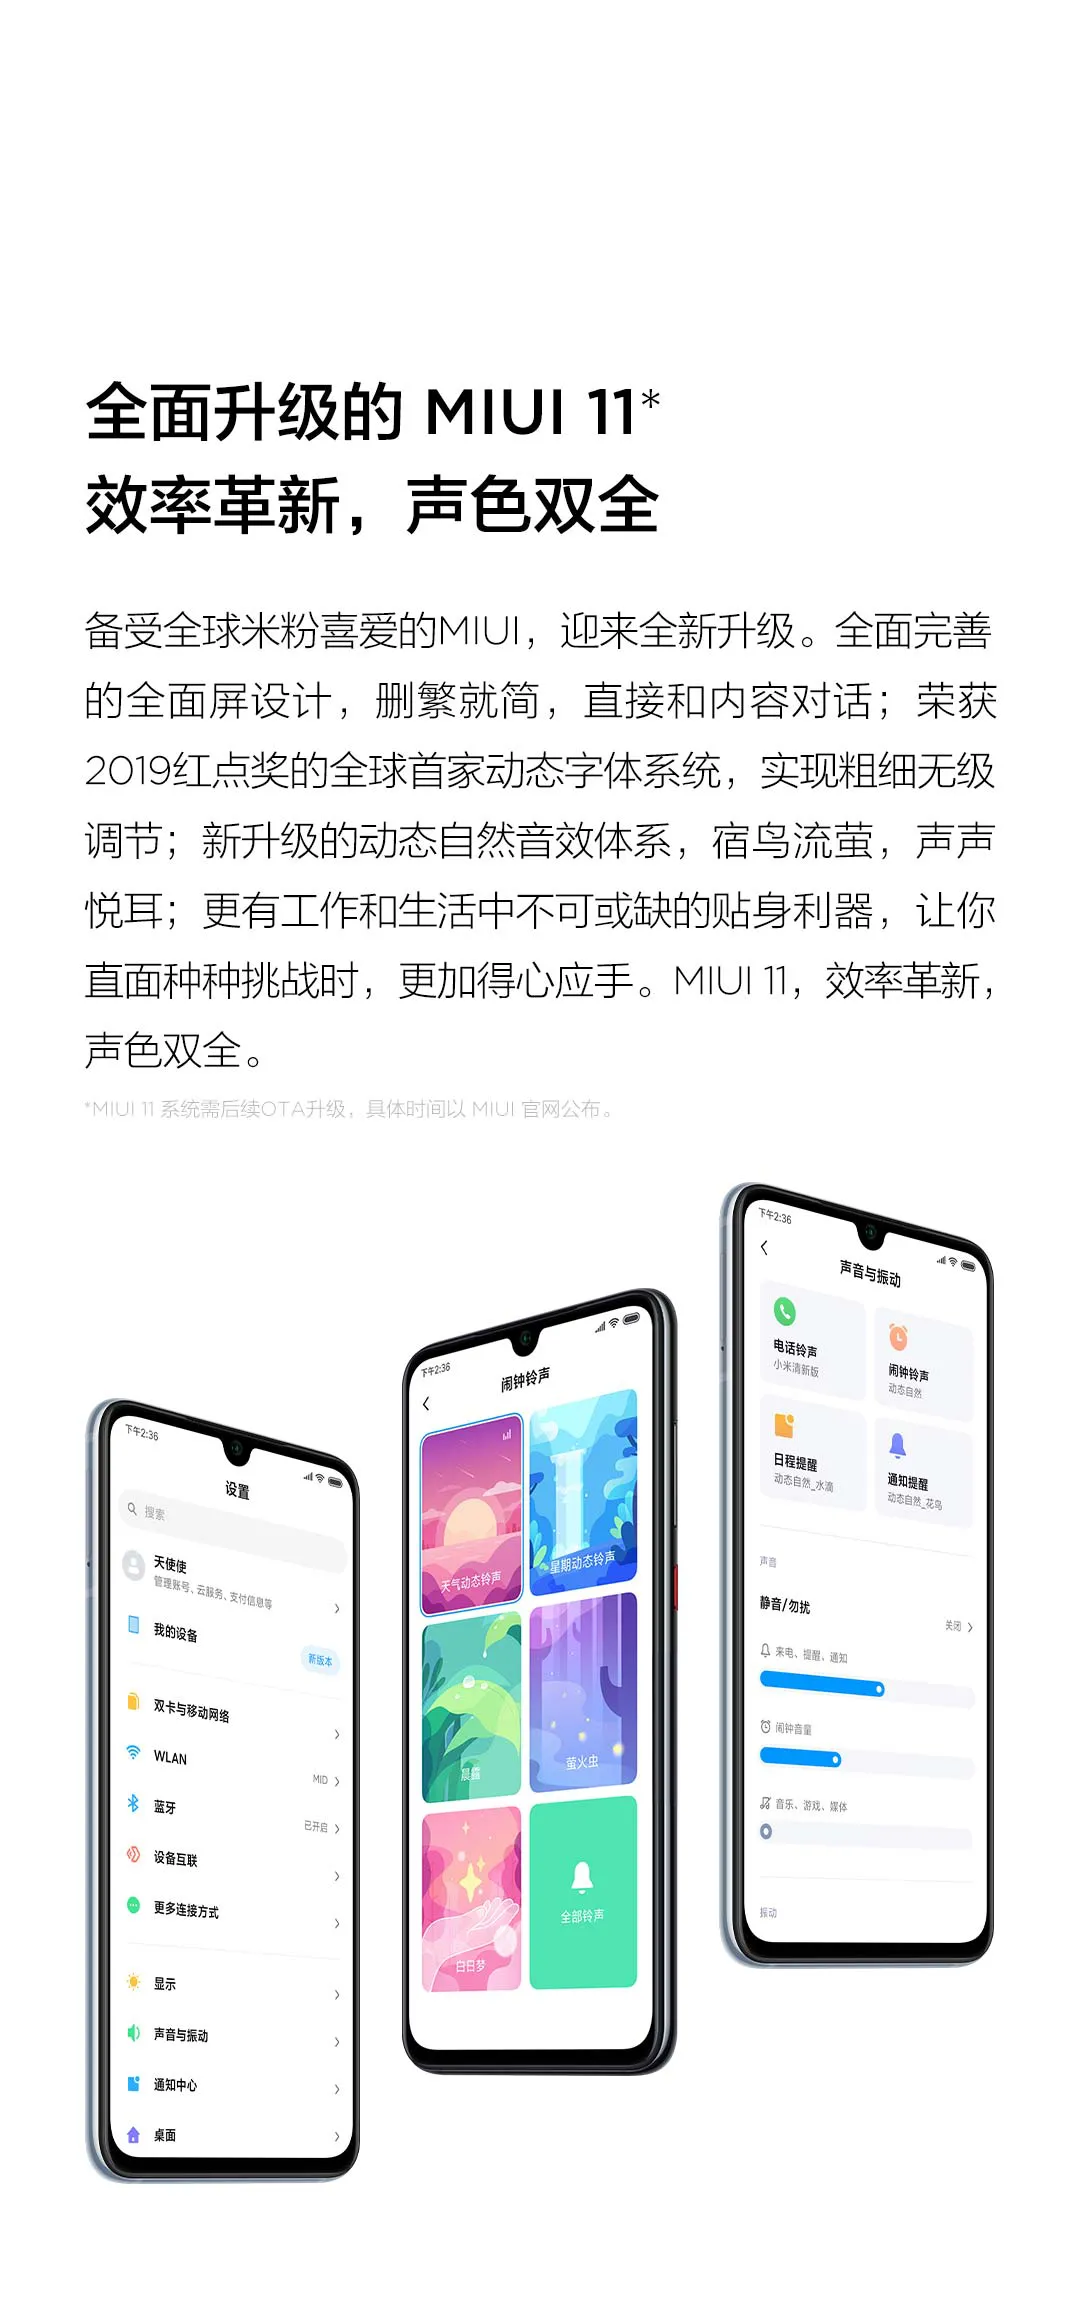 全面升级的 MIUI 11*
效率革新，声色双全
备受全球米粉喜爱的MIUI，迎来全新升级。全面完善
的全面屏设计，删繁就简，直接和内容对话；荣获
2019红点奖的全球首家动态字体系统，实现粗细无级
调节；新升级的动态自然音效体系，宿鸟流萤，声声
悦耳；更有工作和生活中不可或缺的贴身利器，让你
直面种种挑战时，更加得心应手。MIUI 11，效率革新，
声色双全。
*MIUI 11 系统需后续OTA升级，具体时间以 MIUI 官网公布。
下午2:36
设置
搜索
天使使
管理账号、云服务、支付信息等
我的设备
新版本
双卡与移动网络
WLAN
MID
蓝牙
已开启
设备互联
更多连接方式
显示
声音与振动
通知中心
桌面
下午2:36
闹钟铃声
天气动态铃声
星期动态铃声
晨露
萤火虫
白日梦
全部铃声
下午2:36
声音与振动
电话铃声
小米清新版
闹钟铃声
动态自然
日程提醒
动态自然_水滴
通知提醒
动态自然_花鸟
声音
静音/勿扰
关闭
来电、提醒、通知
闹钟音量
音乐、游戏、媒体
振动